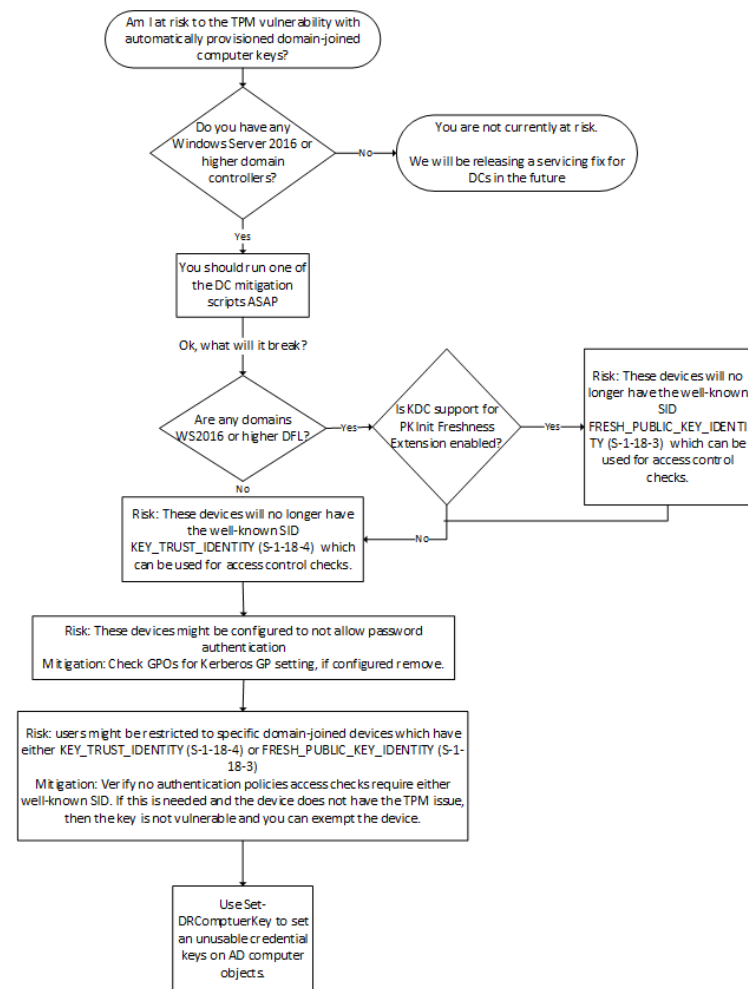 Am I at risk to the TPM vulnerability with
automatically provisioned domain-joined
computer keys?
Do you have any
Windows Server 2016 or
higher domain
controllers?
No
You are not currently at risk.
We will be releasing a servicing fix for
DCs in the future
Yes
You should run one of
the DC mitigation
scripts ASAP
Ok, what will it break?
Are any domains
WS2016 or higher DFL?
Yes
Is KDC support for
PKInit Freshness
Extension enabled?
Yes
Risk: These devices will no
longer have the well-known
SID
FRESH_PUBLIC_KEY_IDENTI
TY (S-1-18-3) which can be
used for access control
checks.
No
No
Risk: These devices will no longer have
the well-known SID
KEY_TRUST_IDENTITY (S-1-18-4) which
can be used for access control checks.
Risk: These devices might be configured to not allow password
authentication
Mitigation: Check GPOs for Kerberos GP setting, if configured remove.
Risk: users might be restricted to specific domain-joined devices which have
either KEY_TRUST_IDENTITY (S-1-18-4) or FRESH_PUBLIC_KEY_IDENTITY (S-1-
18-3)
Mitigation: Verify no authentication policies access checks require either
well-known SID. If this is needed and the device does not have the TPM issue,
then the key is not vulnerable and you can exempt the device.
Use Set-
DRComptuerKey to set
an unusable credential
keys on AD computer
objects.